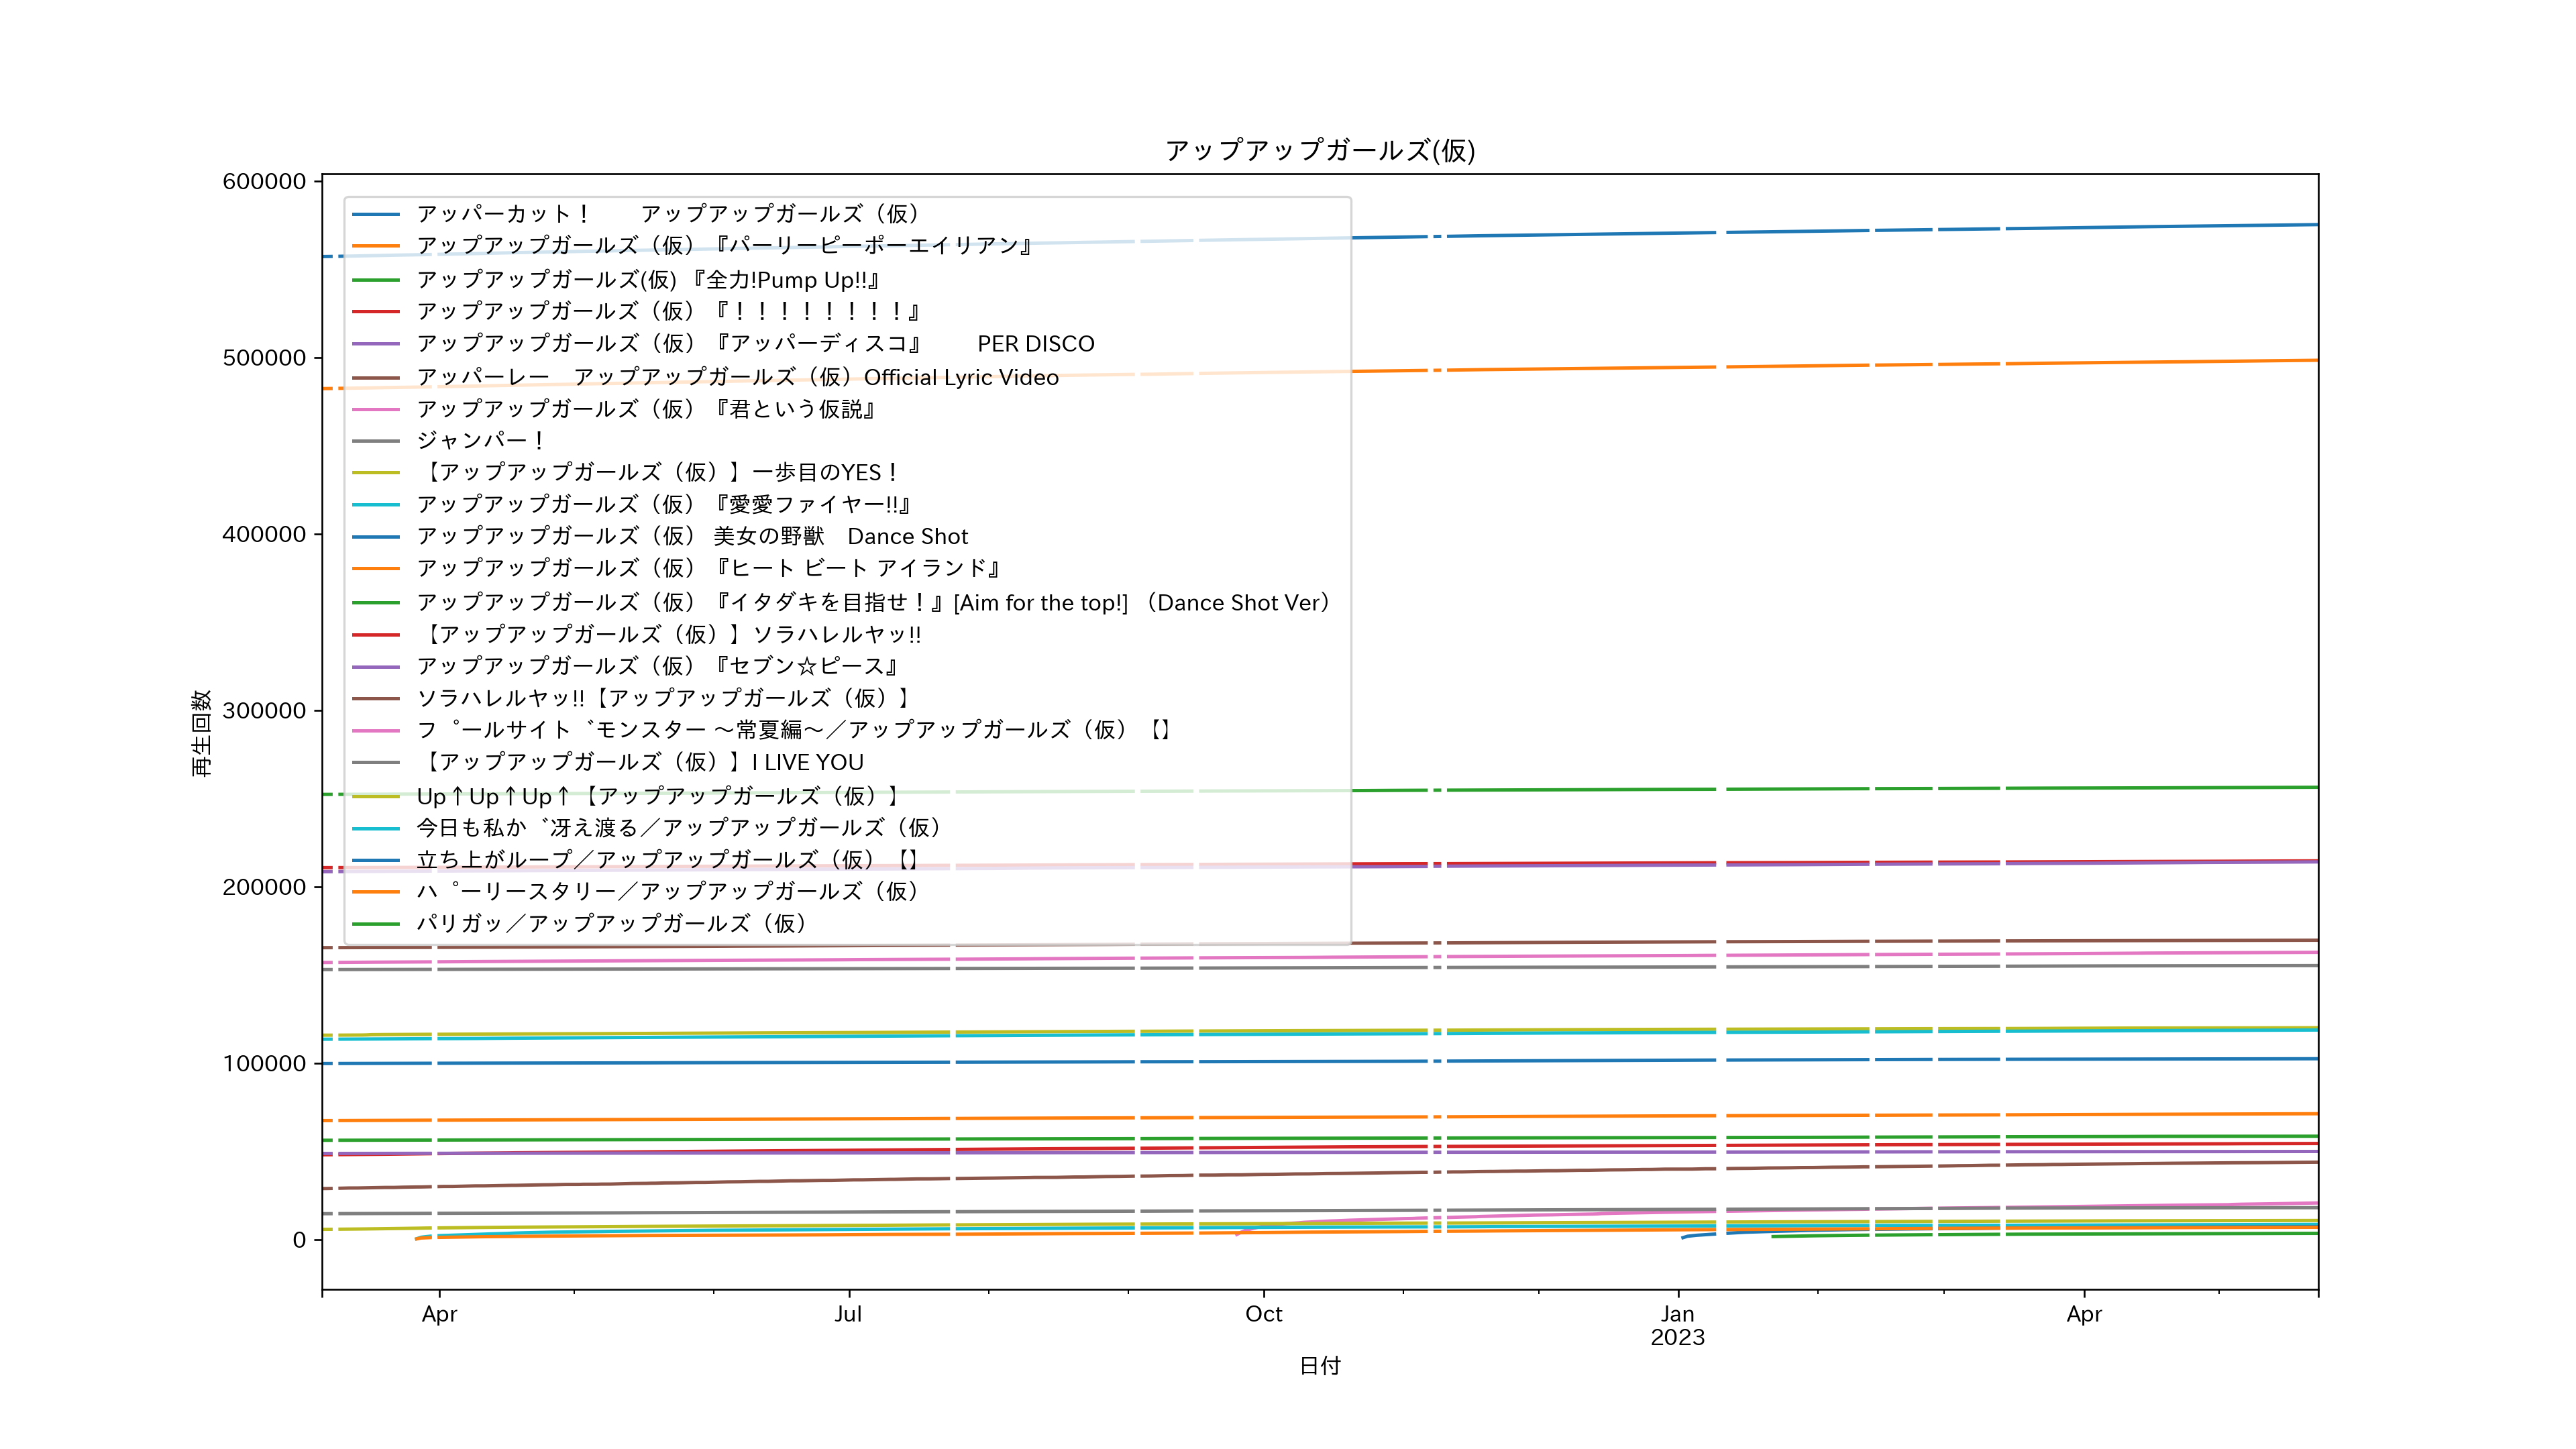 アップアップガールズ(仮)
600000
500000
400000
300000
200000
100000
0
再生回数
アッパーカット！　　アップアップガールズ（仮）
アップアップガールズ（仮）『パーリーピーポーエイリアン』
アップアップガールズ(仮) 『全力!Pump Up!!』
アップアップガールズ（仮）『！！！！！！！！』
アップアップガールズ（仮）『アッパーディスコ』　　PER DISCO
アッパーレー　アップアップガールズ（仮）Official Lyric Video
アップアップガールズ（仮）『君という仮説』
ジャンパー！
【アップアップガールズ（仮）】一歩目のYES！
アップアップガールズ（仮）『愛愛ファイヤー!!』
アップアップガールズ（仮） 美女の野獣　Dance Shot
アップアップガールズ（仮）『ヒート ビート アイランド』
アップアップガールズ（仮）『イタダキを目指せ！』[Aim for the top!] （Dance Shot Ver）
【アップアップガールズ（仮）】ソラハレルヤッ!!
アップアップガールズ（仮）『セブン☆ピース』
ソラハレルヤッ!!【アップアップガールズ（仮）】
フ゜ールサイト゛モンスター ～常夏編～／アップアップガールズ（仮）【】
【アップアップガールズ（仮）】I LIVE YOU
Up↑Up↑Up↑【アップアップガールズ（仮）】
今日も私か゛冴え渡る／アップアップガールズ（仮）
立ち上がループ／アップアップガールズ（仮）【】
ハ゜ーリースタリー／アップアップガールズ（仮）
パリガッ／アップアップガールズ（仮）
Apr
Jul
Oct
Jan
2023
Apr
日付